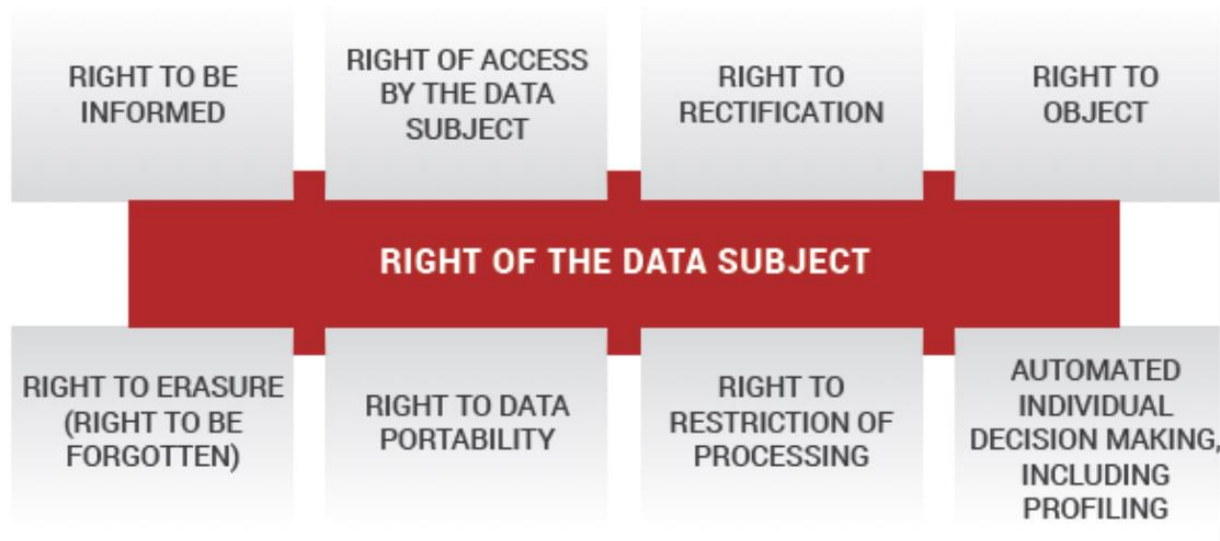 RIGHT TO BE
INFORMED
RIGHT OF ACCESS
BY THE DATA
SUBJECT
RIGHT TO
RECTIFICATION
RIGHT TO
OBJECT
RIGHT OF THE DATA SUBJECT
RIGHT TO ERASURE
(RIGHT TO BE
FORGOTTEN)
RIGHT TO DATA
PORTABILITY
RIGHT TO
RESTRICTION OF
PROCESSING
AUTOMATED
INDIVIDUAL
DECISION MAKING,
INCLUDING
PROFILING